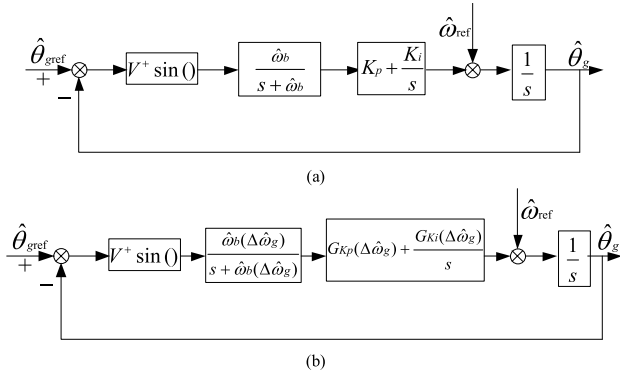 θ̂gref
+
−
V⁺ sin()
ω̂b
s + ω̂b
Kp + Ki
s
ω̂ref
1
s
θ̂g
(a)
θ̂gref
+
−
V⁺ sin()
ω̂b(Δω̂g)
s + ω̂b(Δω̂g)
GKp(Δω̂g) + GKi(Δω̂g)
s
ω̂ref
1
s
θ̂g
(b)